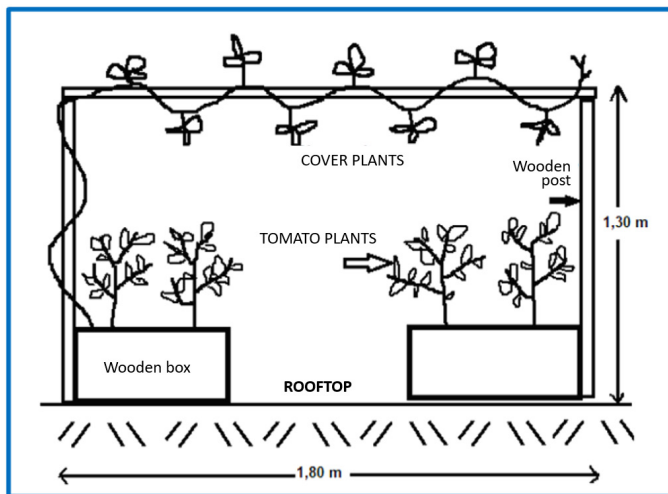 COVER PLANTS
Wooden
post
1,30 m
TOMATO PLANTS
Wooden box
ROOFTOP
1,80 m